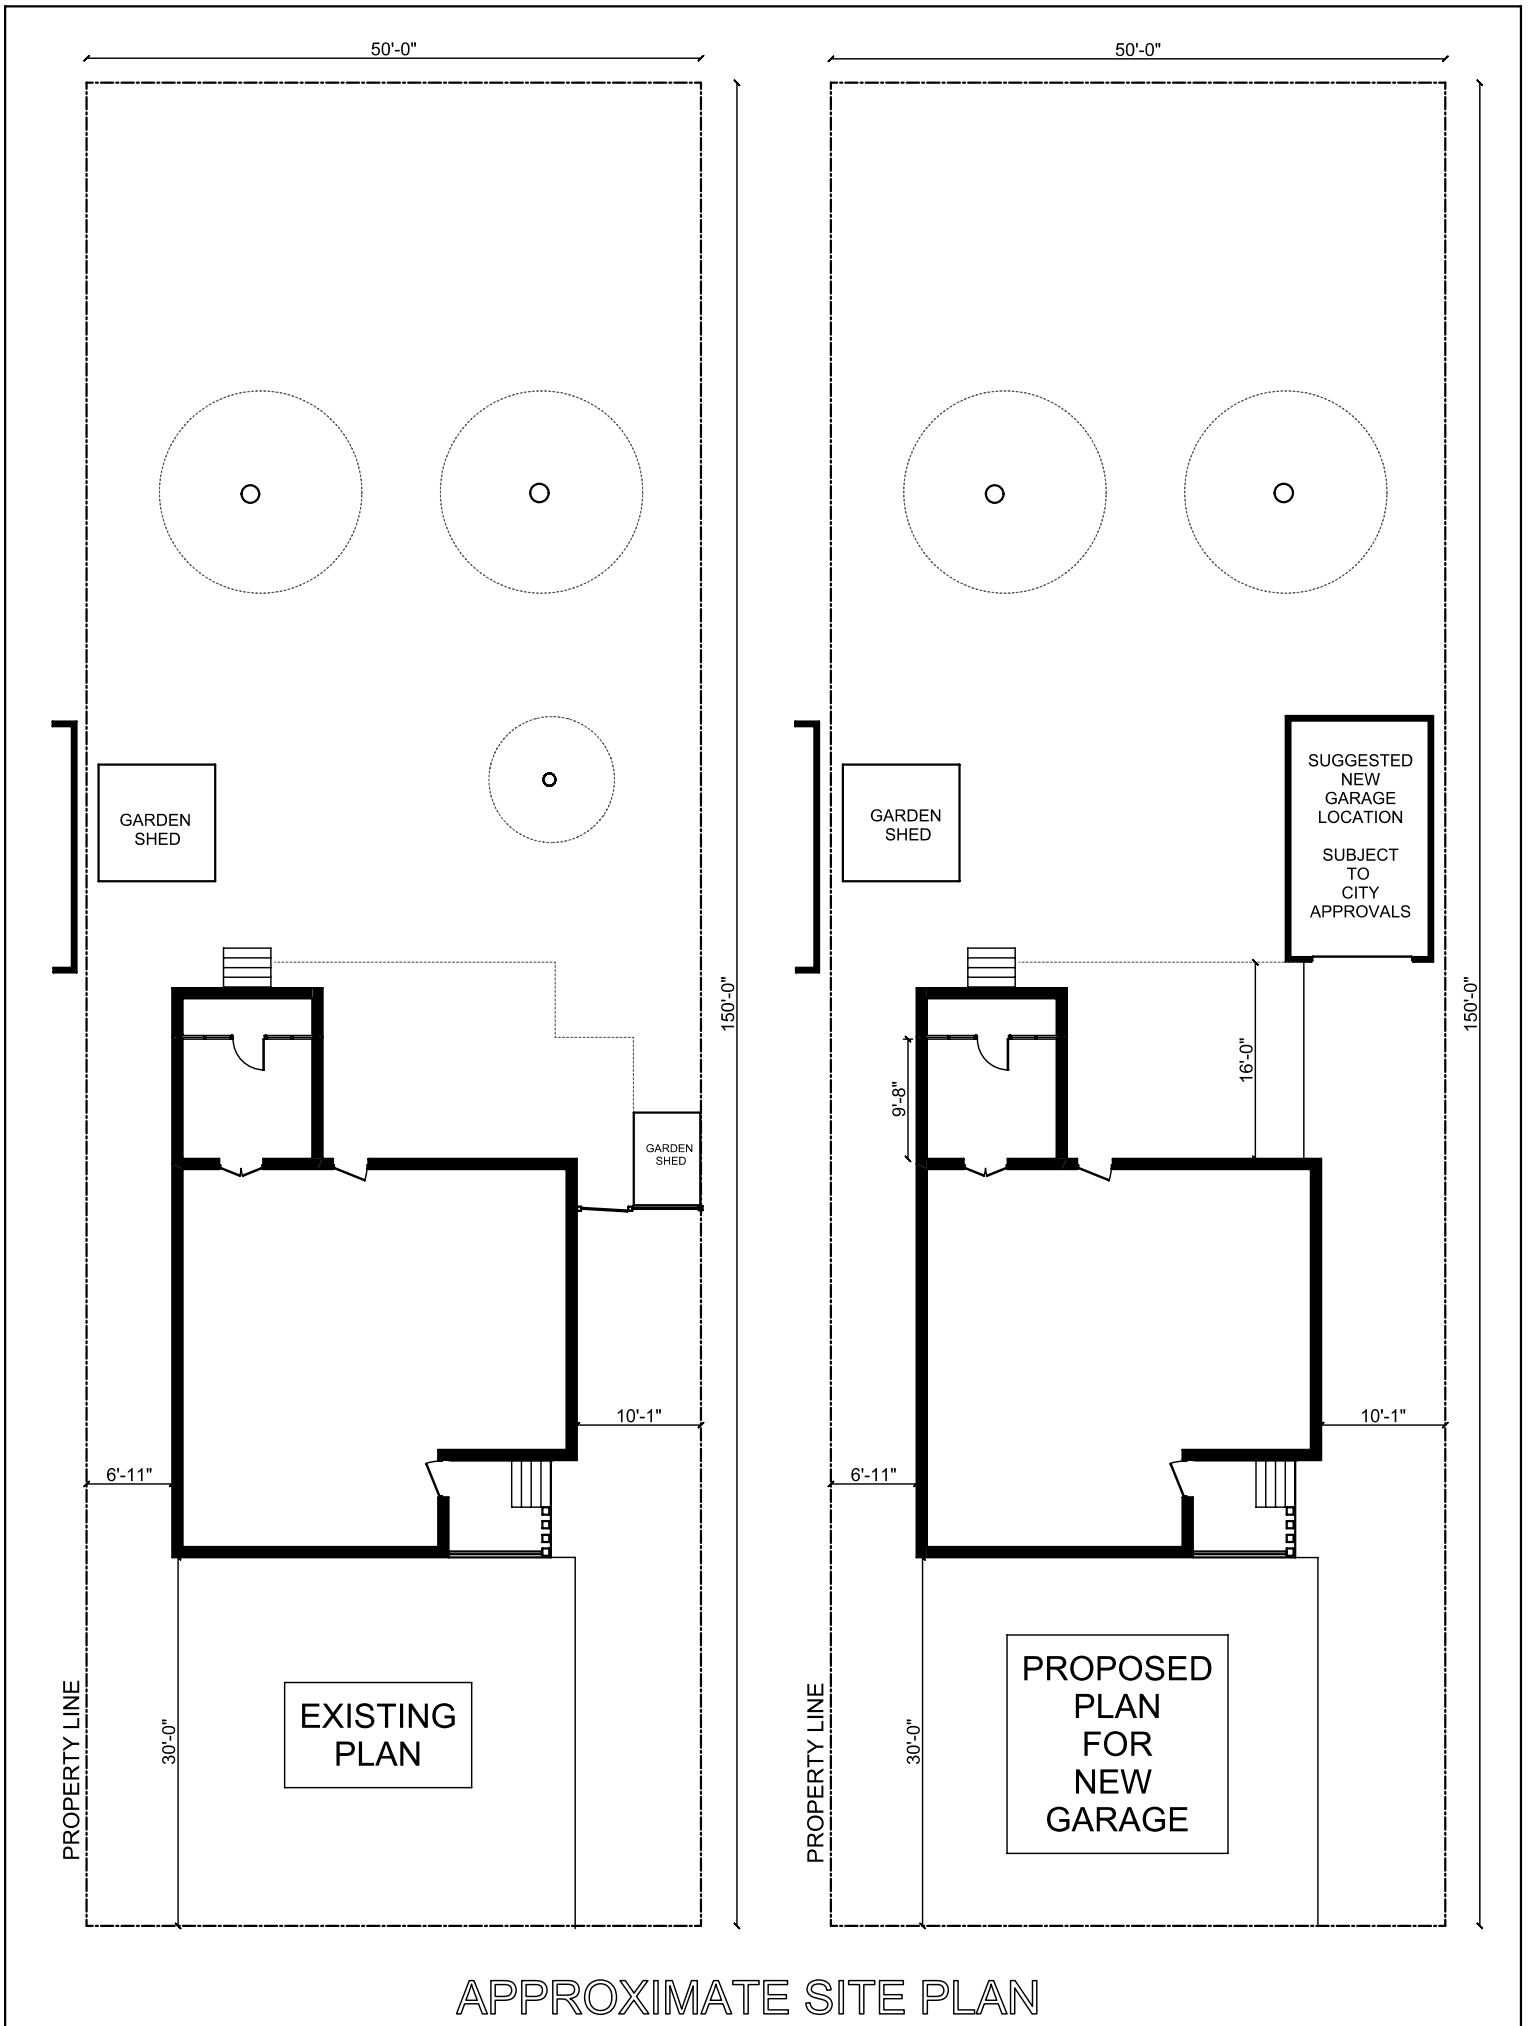 50'-0"
50'-0"
GARDEN
SHED
GARDEN
SHED
SUGGESTED
NEW
GARAGE
LOCATION
SUBJECT
TO
CITY
APPROVALS
150'-0"
150'-0"
16'-0"
9'-8"
GARDEN
SHED
10'-1"
10'-1"
6'-11"
6'-11"
PROPERTY LINE
30'-0"
EXISTING
PLAN
PROPERTY LINE
30'-0"
PROPOSED
PLAN
FOR
NEW
GARAGE
APPROXIMATE SITE PLAN